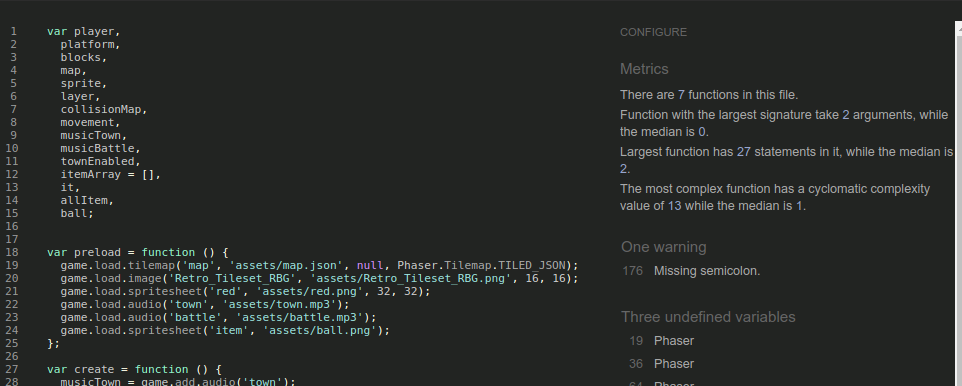 1 var player,
2 platform,
3 blocks,
4 map,
5 sprite,
6 layer,
7 collisionMap,
8 movement,
9 musicTown,
10 musicBattle,
11 townEnabled,
12 itemArray = [],
13 it,
14 allItem,
15 ball;
16
17
18 var preload = function () {
19 game.load.tilemap('map', 'assets/map.json', null, Phaser.Tilemap.TILED_JSON);
20 game.load.image('Retro_Tileset_RBG', 'assets/Retro_Tileset_RBG.png', 16, 16);
21 game.load.spritesheet('red', 'assets/red.png', 32, 32);
22 game.load.audio('town', 'assets/town.mp3');
23 game.load.audio('battle', 'assets/battle.mp3');
24 game.load.spritesheet('item', 'assets/ball.png');
25 };
26
27 var create = function () {
28 musicTown = game.add.audio('town');
CONFIGURE
Metrics
There are 7 functions in this file.
Function with the largest signature take 2 arguments, while
the median is 0.
Largest function has 27 statements in it, while the median is
2.
The most complex function has a cyclomatic complexity
value of 13 while the median is 1.
One warning
176 Missing semicolon.
Three undefined variables
19 Phaser
36 Phaser
64 Phaser